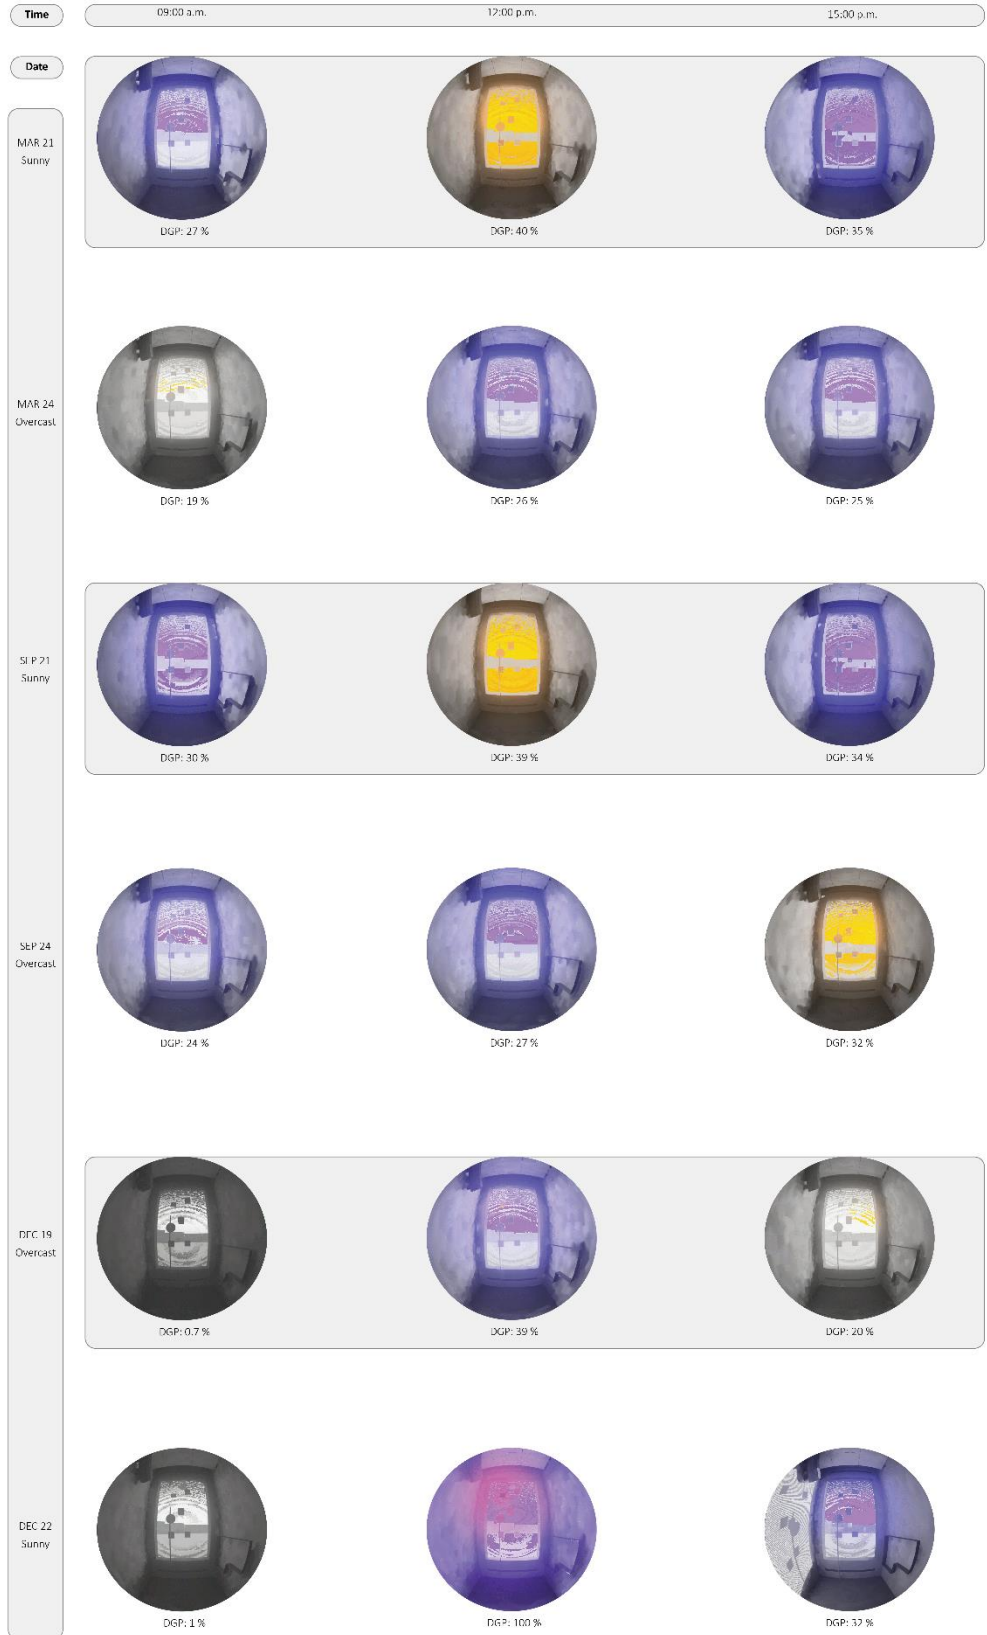 Time 09:00 a.m. 12:00 p.m. 15:00 p.m.
Date
MAR 21
Sunny
DGP: 27 % DGP: 40 % DGP: 35 %
MAR 24
Overcast
DGP: 19 % DGP: 26 % DGP: 25 %
SEP 21
Sunny
DGP: 30 % DGP: 39 % DGP: 34 %
SEP 24
Overcast
DGP: 24 % DGP: 27 % DGP: 32 %
DEC 19
Overcast
DGP: 0.7 % DGP: 39 % DGP: 20 %
DEC 22
Sunny
DGP: 1 % DGP: 100 % DGP: 32 %